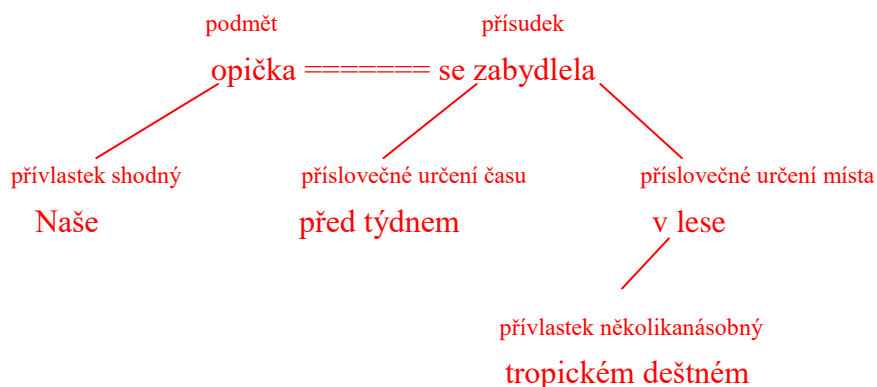 podmět přísudek
opička ======= se zabydlela
přívlastek shodný příslovečné určení času příslovečné určení místa
Naše před týdnem v lese
přívlastek několikanásobný
tropickém deštném